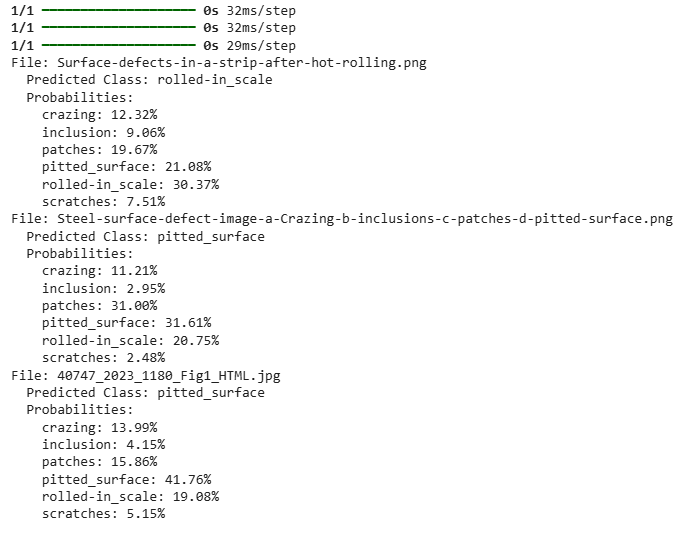 1/1 ━━━━━━━━━━━━━━━━━━━━ 0s 32ms/step
1/1 ━━━━━━━━━━━━━━━━━━━━ 0s 32ms/step
1/1 ━━━━━━━━━━━━━━━━━━━━ 0s 29ms/step
File: Surface-defects-in-a-strip-after-hot-rolling.png
  Predicted Class: rolled-in_scale
  Probabilities:
    crazing: 12.32%
    inclusion: 9.06%
    patches: 19.67%
    pitted_surface: 21.08%
    rolled-in_scale: 30.37%
    scratches: 7.51%
File: Steel-surface-defect-image-a-Crazing-b-inclusions-c-patches-d-pitted-surface.png
  Predicted Class: pitted_surface
  Probabilities:
    crazing: 11.21%
    inclusion: 2.95%
    patches: 31.00%
    pitted_surface: 31.61%
    rolled-in_scale: 20.75%
    scratches: 2.48%
File: 40747_2023_1180_Fig1_HTML.jpg
  Predicted Class: pitted_surface
  Probabilities:
    crazing: 13.99%
    inclusion: 4.15%
    patches: 15.86%
    pitted_surface: 41.76%
    rolled-in_scale: 19.08%
    scratches: 5.15%